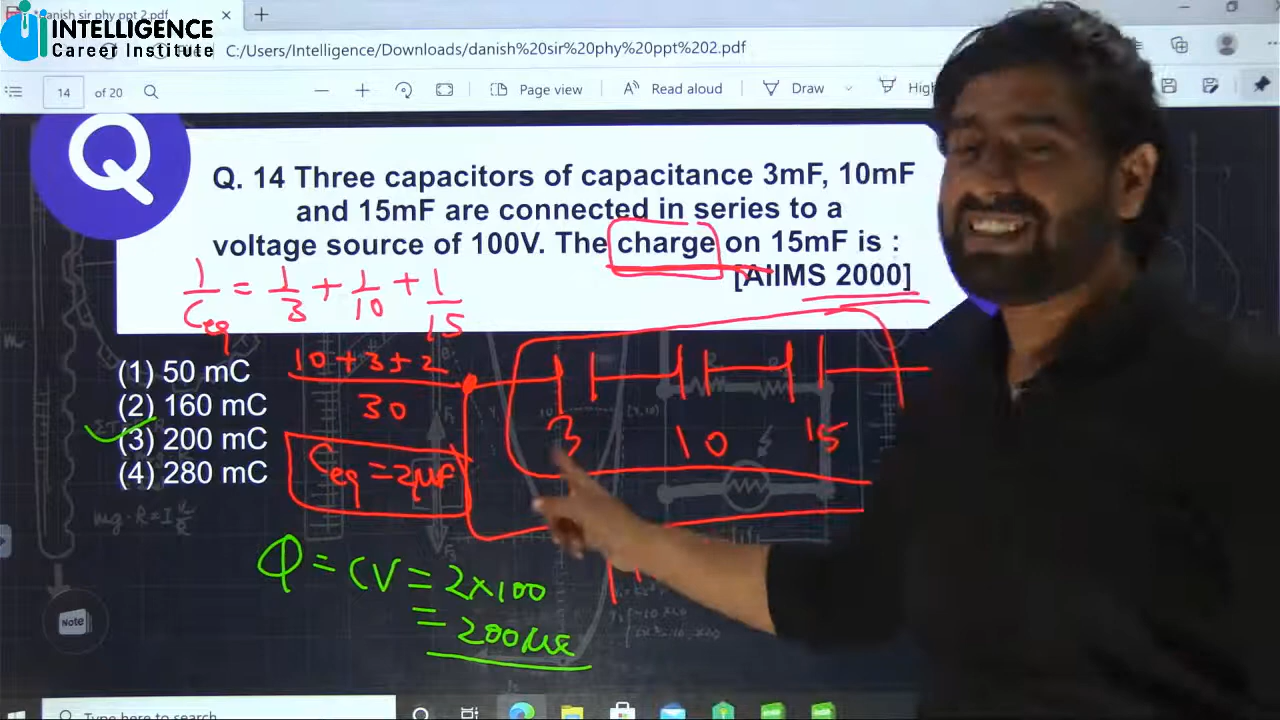 danish sir phy ppt 2.pdf
INTELLIGENCE
Career Institute
C:/Users/Intelligence/Downloads/danish%20sir%20phy%20ppt%202.pdf
14 of 20
Page view
Read aloud
Draw
High
Q
Q. 14 Three capacitors of capacitance 3mF, 10mF
and 15mF are connected in series to a
voltage source of 100V. The charge on 15mF is :
[AIIMS 2000]
1/Ceq = 1/3 + 1/10 + 1/15
10+3+2
30
Ceq = 2μF
(1) 50 mC
(2) 160 mC
(3) 200 mC
(4) 280 mC
3 10 15
Q = CV = 2×100
= 200μC
Note
Type here to search